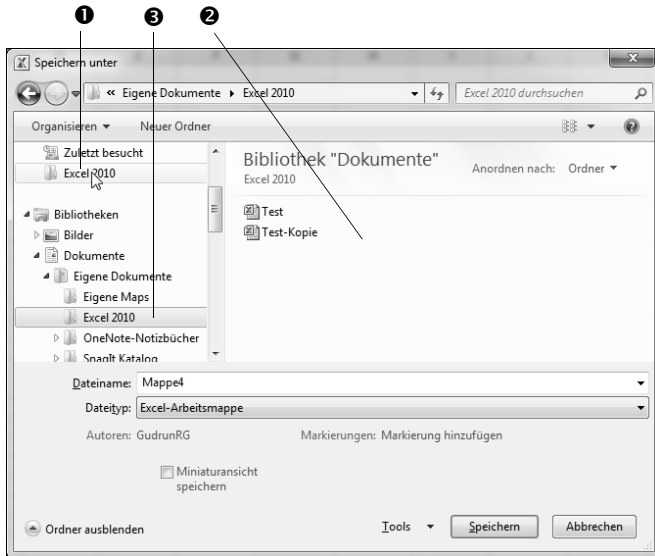 ❶ ❸ ❷
Speichern unter
« Eigene Dokumente ▸ Excel 2010 Excel 2010 durchsuchen
Organisieren ▾ Neuer Ordner
Zuletzt besucht
Excel 2010
Bibliotheken
Bilder
Dokumente
Eigene Dokumente
Eigene Maps
Excel 2010
OneNote-Notizbücher
SnagIt Katalog
Bibliothek "Dokumente"
Excel 2010
Anordnen nach: Ordner ▾
Test
Test-Kopie
Dateiname: Mappe4
Dateityp: Excel-Arbeitsmappe
Autoren: GudrunRG Markierungen: Markierung hinzufügen
Miniaturansicht
speichern
Ordner ausblenden Tools ▾ Speichern Abbrechen